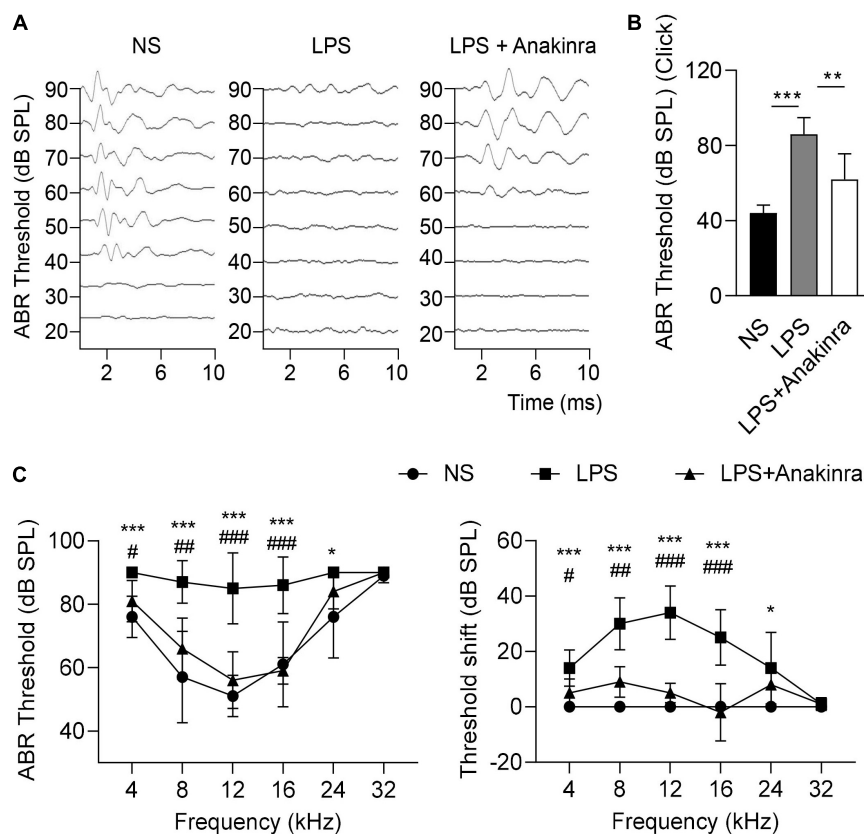 A
NS
LPS
LPS + Anakinra
ABR Threshold (dB SPL)
90
80
70
60
50
40
30
20
2
6
10
90
80
70
60
50
40
30
20
2
6
10
90
80
70
60
50
40
30
20
2
6
10
Time (ms)
B
ABR Threshold (dB SPL) (Click)
120
80
40
0
***
**
NS
LPS
LPS+Anakinra
C
NS
LPS
LPS+Anakinra
ABR Threshold (dB SPL)
100
80
60
40
*** *** *** *** *
# ## ### ###
4 8 12 16 24 32
Frequency (kHz)
Threshold shift (dB SPL)
60
40
20
0
-20
*** *** *** *** *
# ## ### ###
4 8 12 16 24 32
Frequency (kHz)